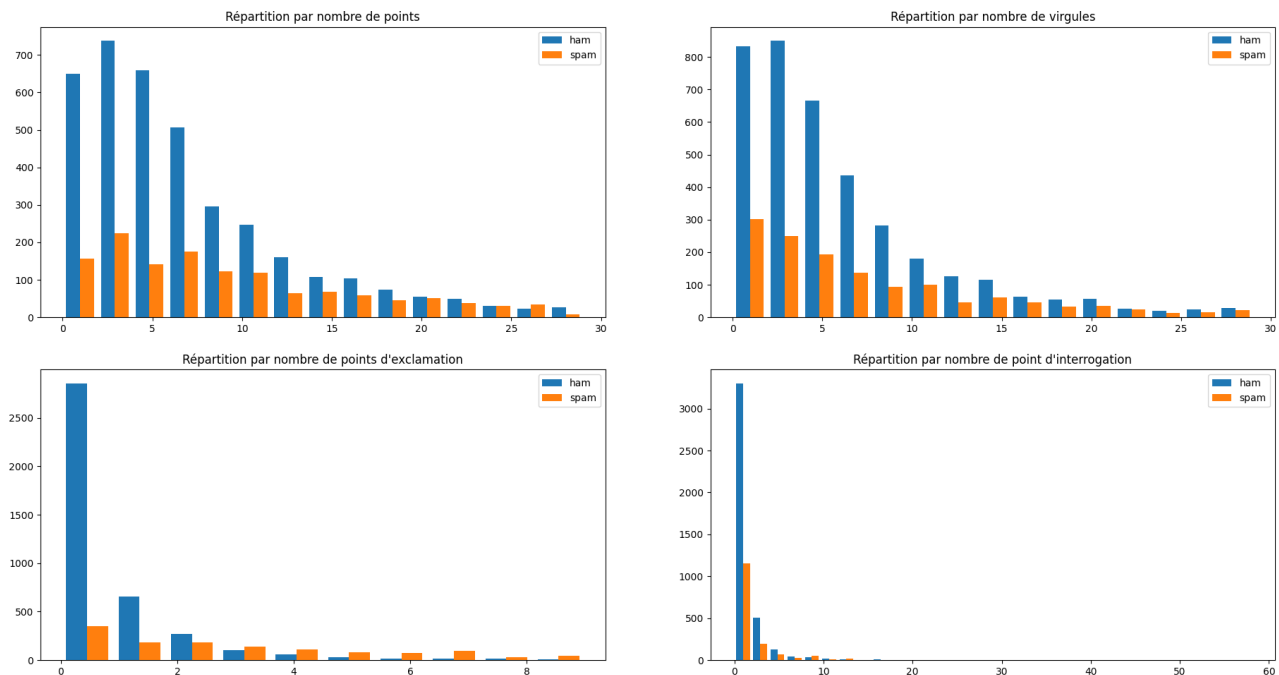 Répartition par nombre de points
ham
spam
700
600
500
400
300
200
100
0
0 5 10 15 20 25 30
Répartition par nombre de virgules
ham
spam
800
700
600
500
400
300
200
100
0
0 5 10 15 20 25 30
Répartition par nombre de points d'exclamation
ham
spam
2500
2000
1500
1000
500
0
0 2 4 6 8
Répartition par nombre de point d'interrogation
ham
spam
3000
2500
2000
1500
1000
500
0
0 10 20 30 40 50 60